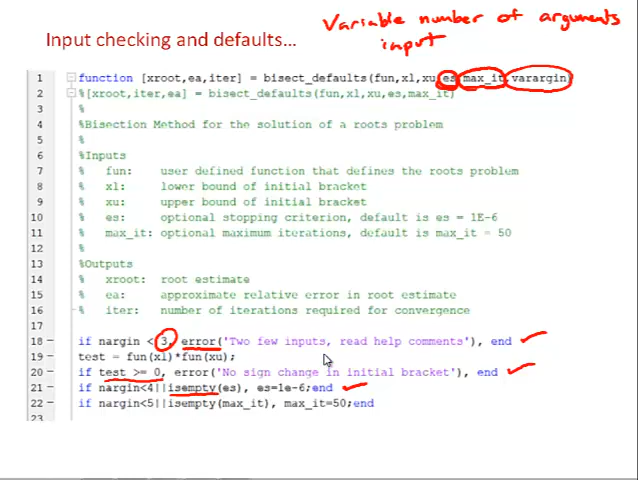 Variable number of arguments
input
Input checking and defaults...
1 function [xroot,ea,iter] = bisect_defaults(fun,xl,xu,es,max_it,varargin)
2 %[xroot,iter,ea] = bisect_defaults(fun,xl,xu,es,max_it)
3 %
4 %Bisection Method for the solution of a roots problem
5 %
6 %Inputs
7 % fun: user defined function that defines the roots problem
8 % xl: lower bound of initial bracket
9 % xu: upper bound of initial bracket
10 % es: optional stopping criterion, default is es = 1E-6
11 % max_it: optional maximum iterations, default is max_it = 50
12 %
13 %Outputs
14 % xroot: root estimate
15 % ea: approximate relative error in root estimate
16 % iter: number of iterations required for convergence
17
18 - if nargin < 3, error('Two few inputs, read help comments'), end
19 - test = fun(xl)*fun(xu);
20 - if test >= 0, error('No sign change in initial bracket'), end
21 - if nargin<4||isempty(es), es=1e-6;end
22 - if nargin<5||isempty(max_it), max_it=50;end
23